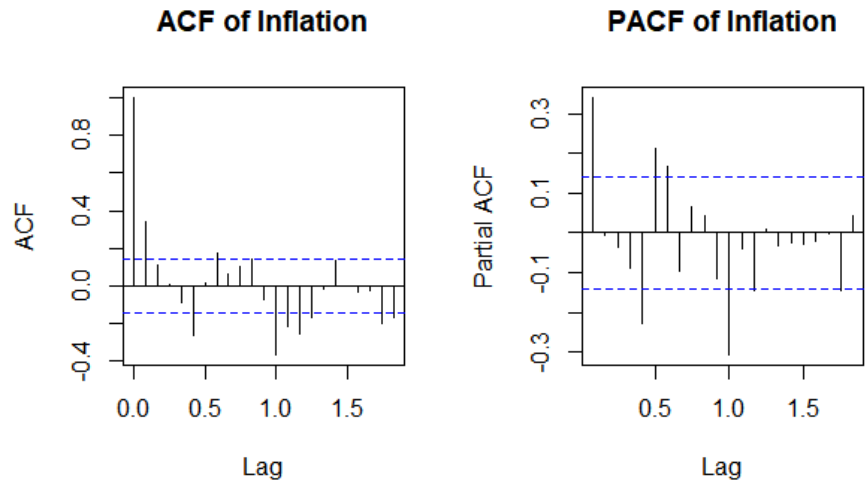 ACF of Inflation
ACF
0.8
0.4
0.0
-0.4
0.0 0.5 1.0 1.5
Lag
PACF of Inflation
Partial ACF
0.3
0.1
-0.1
-0.3
0.5 1.0 1.5
Lag